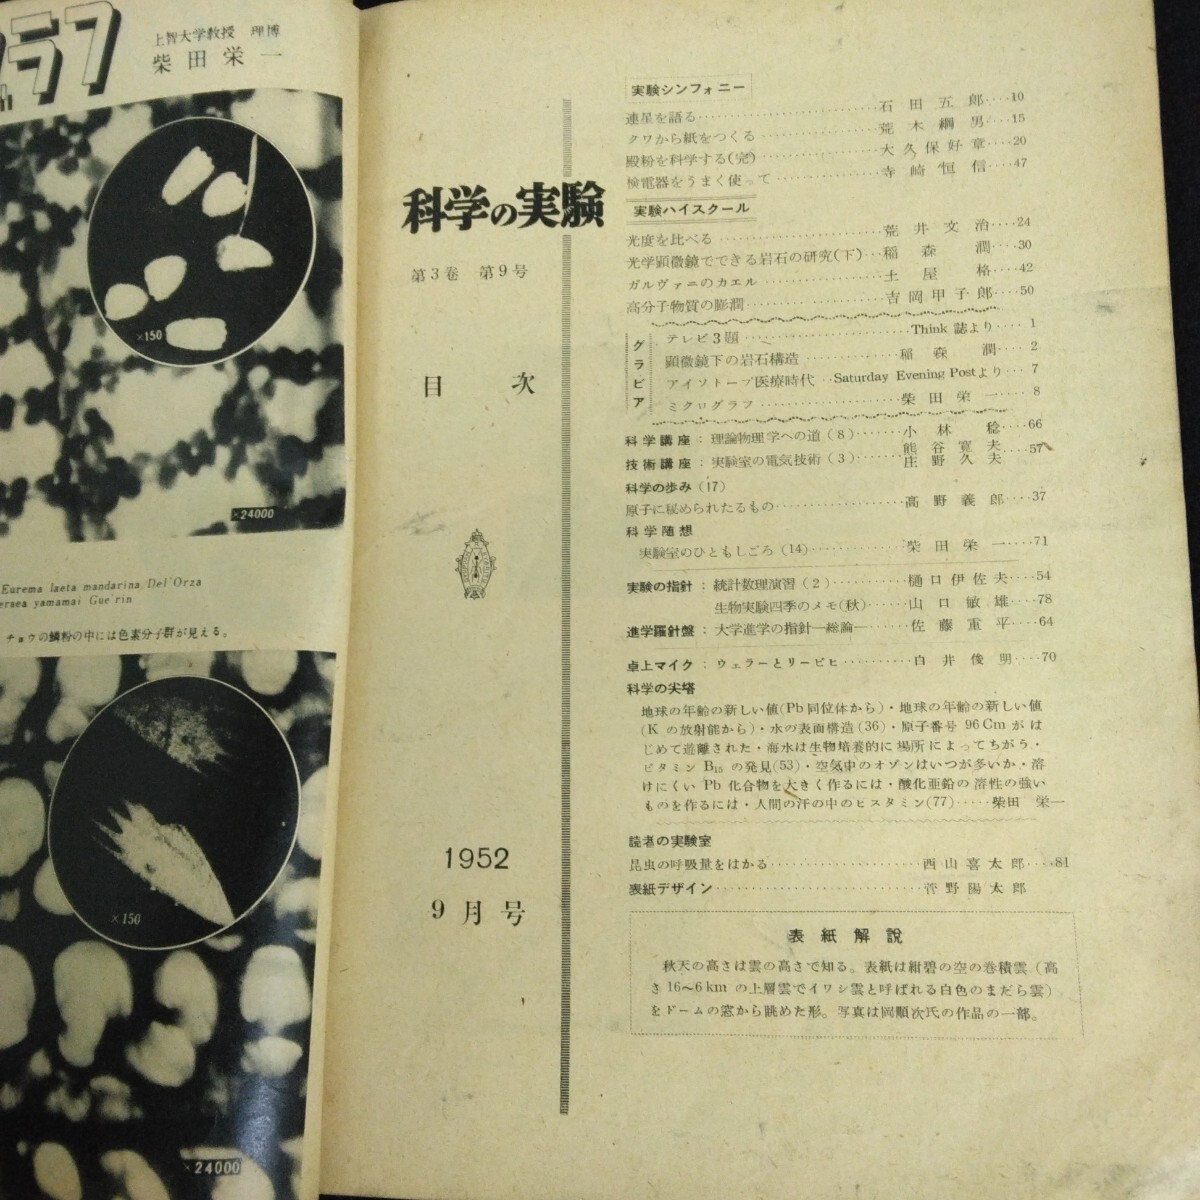 ラフ
上智大学教授 理博
柴田栄一
×150
×24000
Eurema laeta mandarina Del'Orza
yamamai Gue'rin
チョウの鱗粉の中には色素分子群が見える。
×150
×24000
科学の実験
第3巻 第9号
目次
1952
9月号
実験シンフォニー
連星を語る 石田五郎 10
クワから紙をつくる 荒木綱男 15
殿粉を科学する(完) 大久保好章 20
検電器をうまく使って 寺崎恒信 47
実験ハイスクール
光度を比べる 荒井文治 24
光学顕微鏡でできる岩石の研究(下) 稲森潤 30
ガルヴァニのカエル 土屋格 42
高分子物質の膨潤 吉岡甲子郎 50
グラビア
テレビ3題 Think 誌より 1
顕微鏡下の岩石構造 稲森潤 2
アイソトープ医療時代 Saturday Evening Postより 7
ミクログラフ 柴田栄一 8
科学講座：理論物理学への道(8) 小林稔 66
技術講座：実験室の電気技術(3) 熊谷寛夫 庄野久夫 57
科学の歩み(17)
原子に秘められたるもの 高野義郎 37
科学随想
実験室のひともしごろ(14) 柴田栄一 71
実験の指針：統計数理演習(2) 樋口伊佐夫 54
生物実験四季のメモ(秋) 山口敏雄 78
進学羅針盤：大学進学の指針—総論— 佐藤重平 64
卓上マイク：ウェラーとリービヒ 白井俊明 70
科学の尖塔
地球の年齢の新しい値(Pb同位体から)・地球の年齢の新しい値
(Kの放射能から)・水の表面構造(36)・原子番号96Cmがは
じめて遊離された・海水は生物培養的に場所によってちがう・
ビタミンB15の発見(53)・空気中のオゾンはいつが多いか・溶
けにくいPb化合物を大きく作るには・酸化亜鉛の溶性の強い
ものを作るには・人間の汗の中のヒスタミン(77) 柴田栄一
読者の実験室
昆虫の呼吸量をはかる 西山喜太郎 81
表紙デザイン 菅野陽太郎
表紙解説
秋天の高さは雲の高さで知る。表紙は紺碧の空の巻積雲(高
さ16〜6kmの上層雲でイワシ雲と呼ばれる白色のまだら雲)
をドームの窓から眺めた形。写真は岡順次氏の作品の一部。